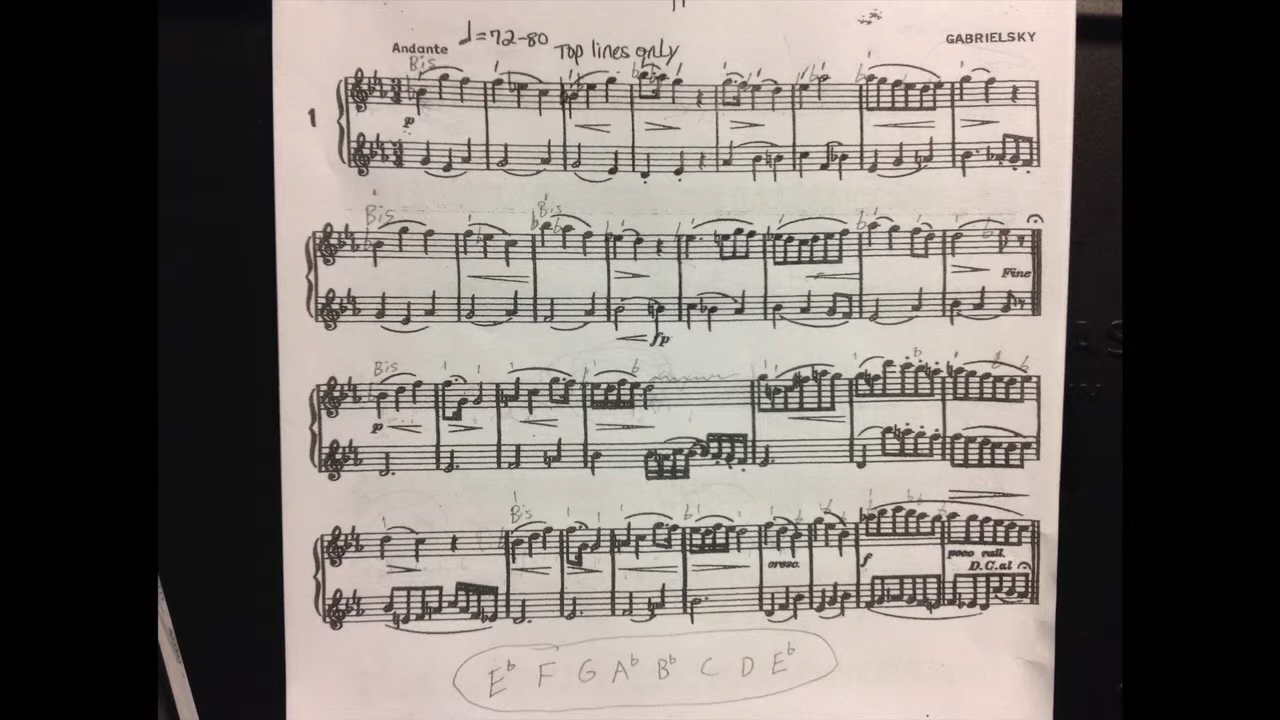 Andante ♩=72-80 Top lines only GABRIELSKY
Bis
1
p
Bis Bis
Fine
fp
Bis
p
Bis
cresc. f poco rall.
D.C. al
E♭ F G A♭ B♭ C D E♭